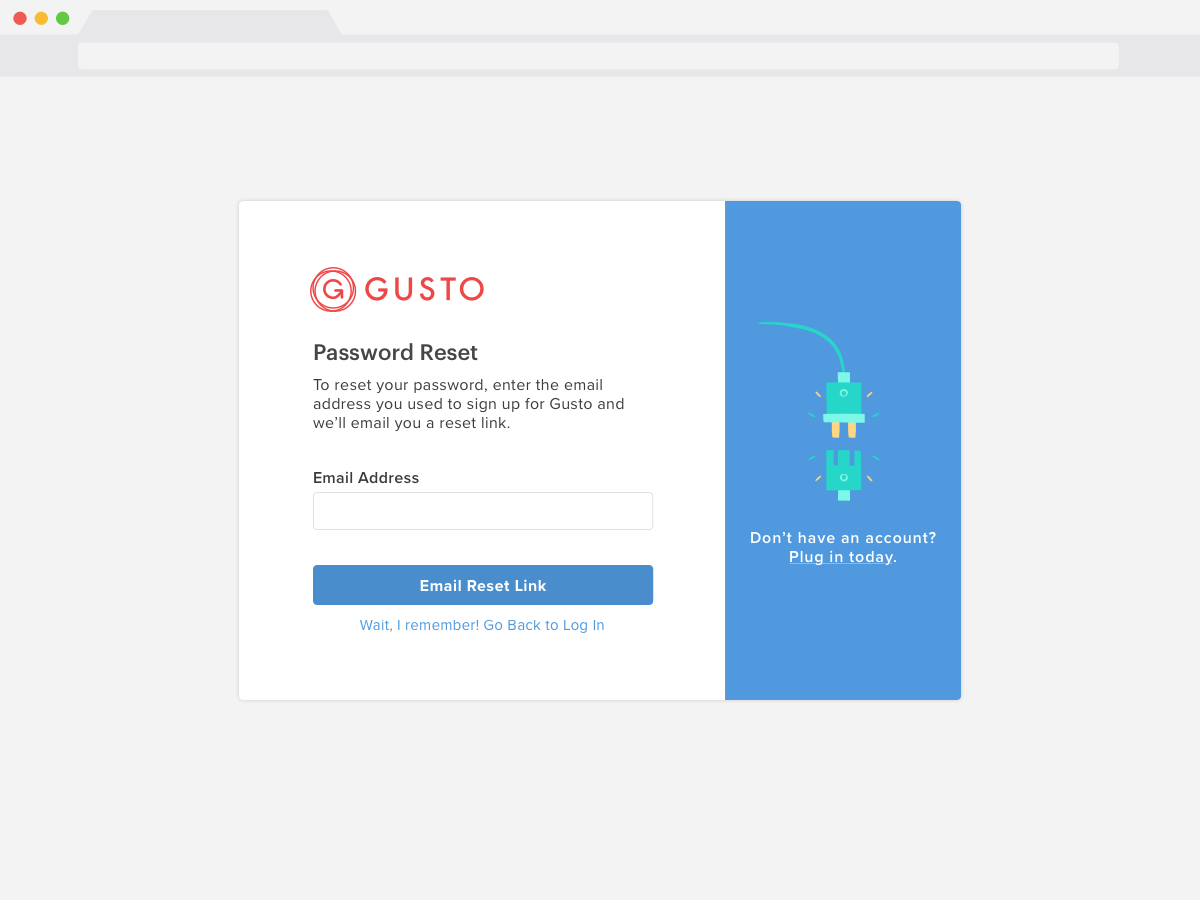 GUSTO
Password Reset
To reset your password, enter the email
address you used to sign up for Gusto and
we’ll email you a reset link.
Email Address
Email Reset Link
Wait, I remember! Go Back to Log In
Don’t have an account?
Plug in today.